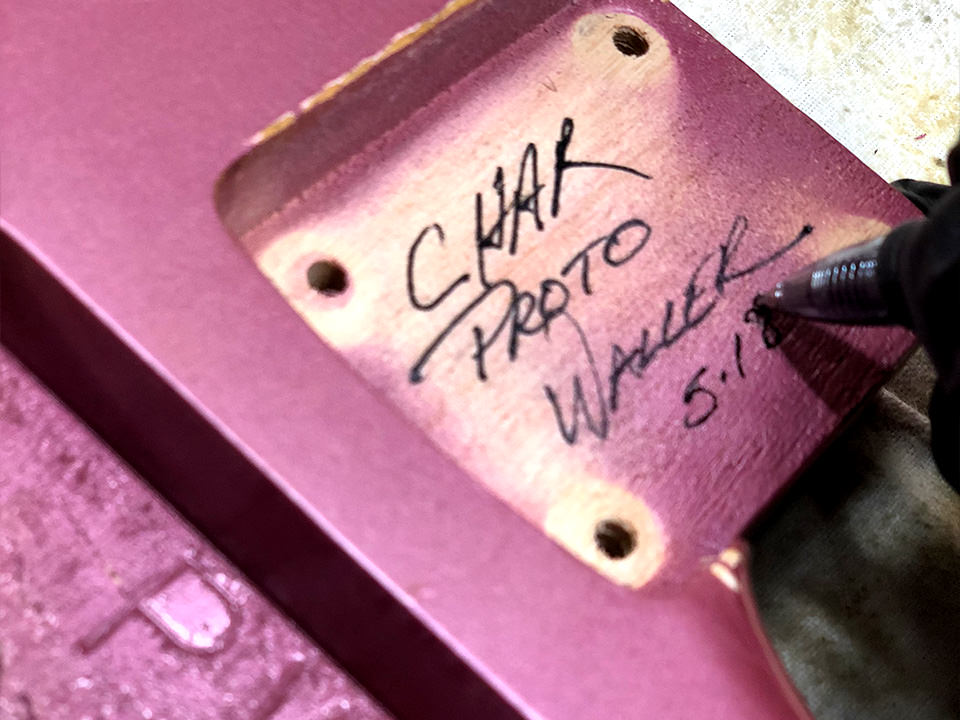 CHAR
PROTO
WALLER
5.18
P